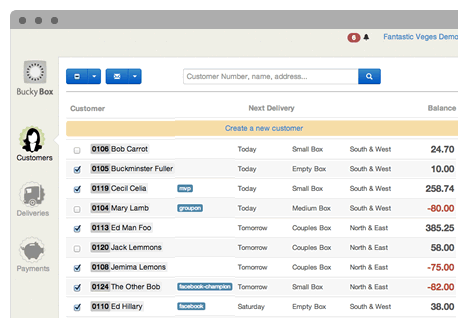 6 Fantastic Veges Demo
Customer Number, name, address...
Bucky Box
Customer Next Delivery Balance
Create a new customer
0106 Bob Carrot Today Small Box South & West 24.70
0105 Buckminster Fuller Today Empty Box South & West 10.00
Customers
0119 Cecil Celia mvp Today Small Box South & West 258.74
0104 Mary Lamb groupon Today Medium Box South & West -80.00
Deliveries
0113 Ed Man Foo Tomorrow Couples Box North & East 385.25
0120 Jack Lemmons Tomorrow Couples Box North & East 58.00
Payments
0108 Jemima Lemons Tomorrow Couples Box North & East -75.00
0124 The Other Bob facebook-champion Tomorrow Small Box North & East -82.00
0110 Ed Hillary facebook Saturday Empty Box South & West 38.00